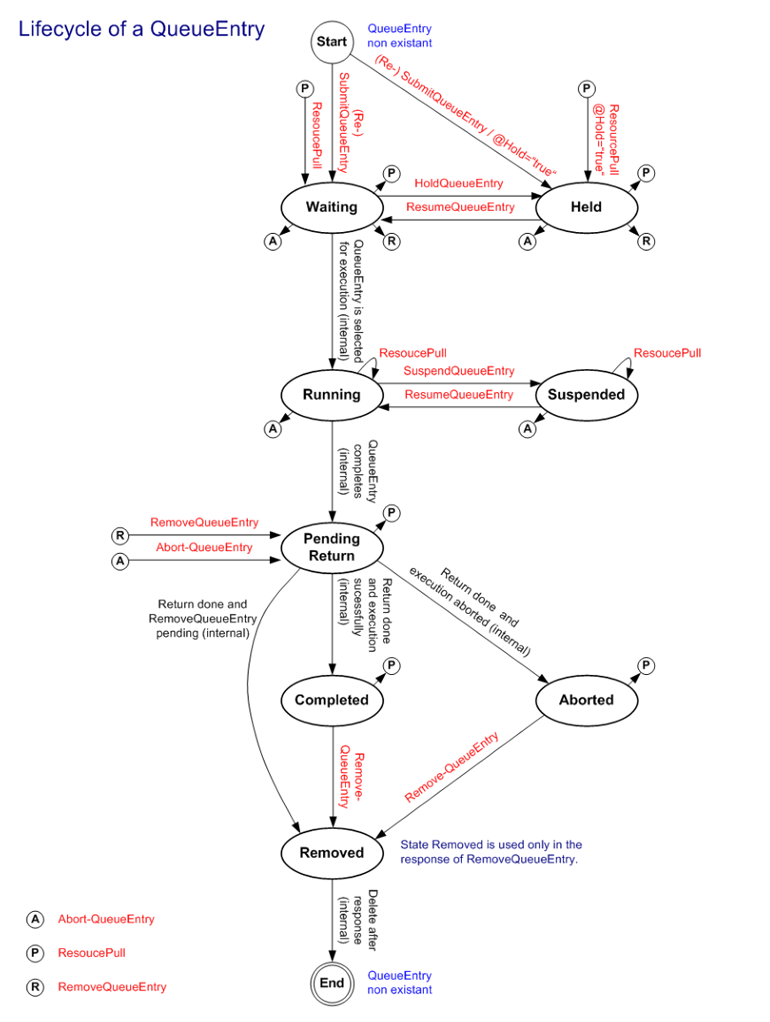 Lifecycle of a QueueEntry
Start
QueueEntry
non existant
(Re-)
SubmitQueueEntry
(Re-) SubmitQueueEntry / @Hold="true"
P
ResoucePull
P
ResourcePull
@Hold="true"
Waiting
P
A
R
HoldQueueEntry
ResumeQueueEntry
Held
P
A
R
QueueEntry is selected
for execution (internal)
ResoucePull
Running
A
SuspendQueueEntry
ResumeQueueEntry
ResoucePull
Suspended
A
QueueEntry
completes
(internal)
R
RemoveQueueEntry
A
Abort-QueueEntry
Pending
Return
P
Return done and
RemoveQueueEntry
pending (internal)
Return done
and execution
sucessfully
(internal)
Return done and
execution aborted (internal)
Completed
P
Aborted
P
Remove-
QueueEntry
Remove-QueueEntry
Removed
State Removed is used only in the
response of RemoveQueueEntry.
Delete after
response
(internal)
End
QueueEntry
non existant
A Abort-QueueEntry
P ResoucePull
R RemoveQueueEntry